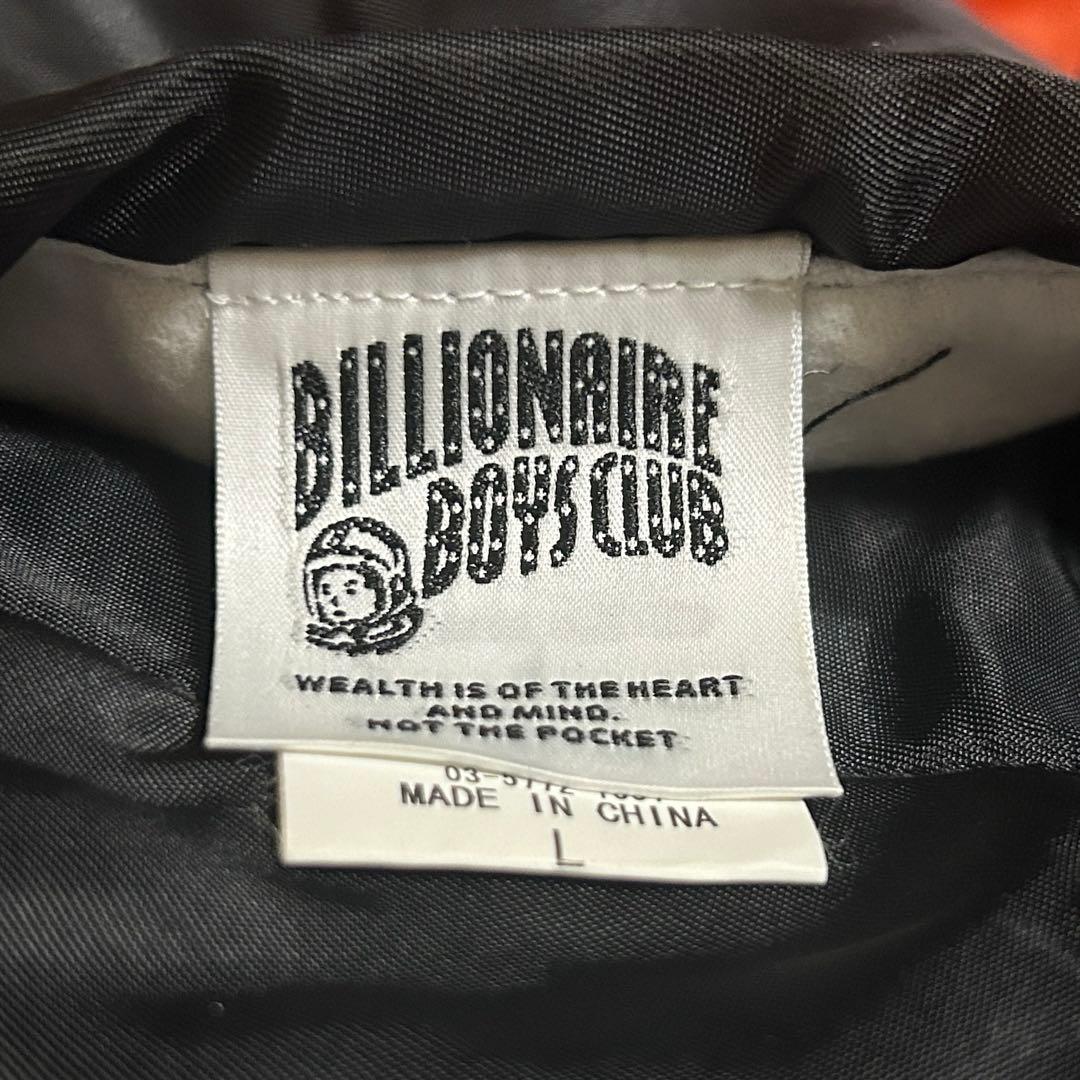 BILLIONAIRE
BOYS CLUB
WEALTH IS OF THE HEART
AND MIND.
NOT THE POCKET
MADE IN CHINA
L